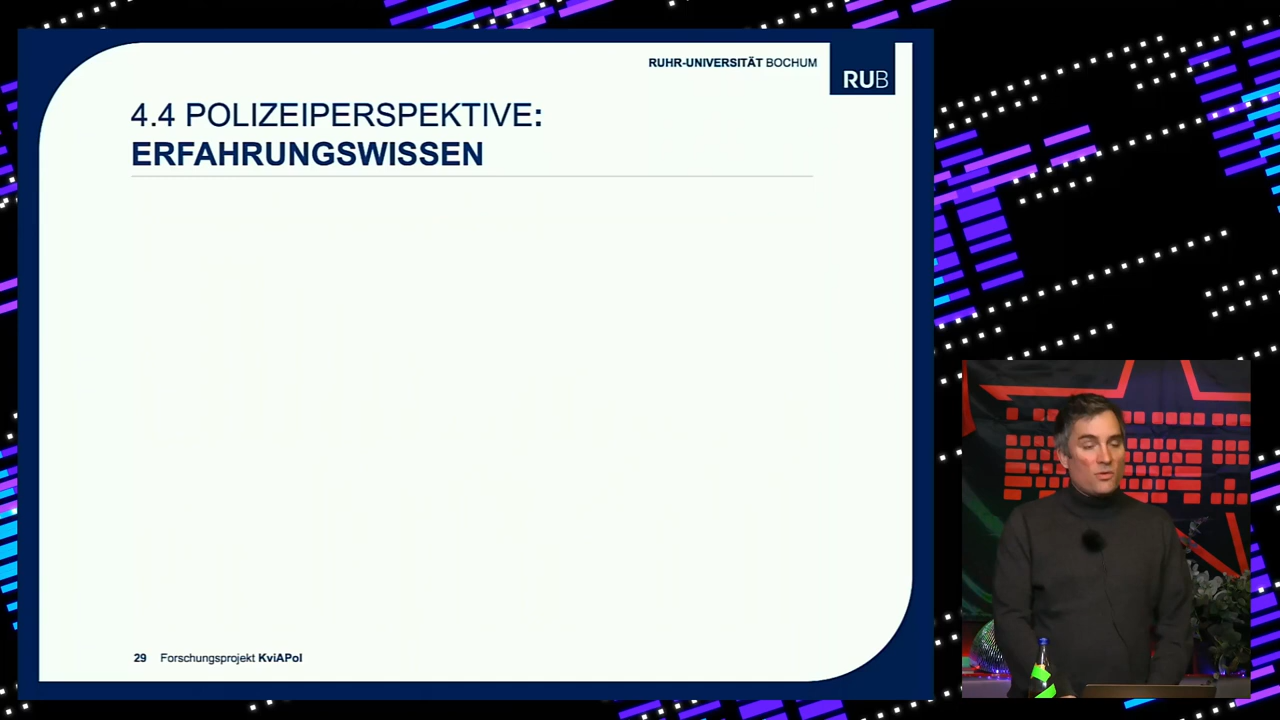 RUHR-UNIVERSITÄT BOCHUM
RUB
4.4 POLIZEIPERSPEKTIVE:
ERFAHRUNGSWISSEN
29 Forschungsprojekt KviAPol